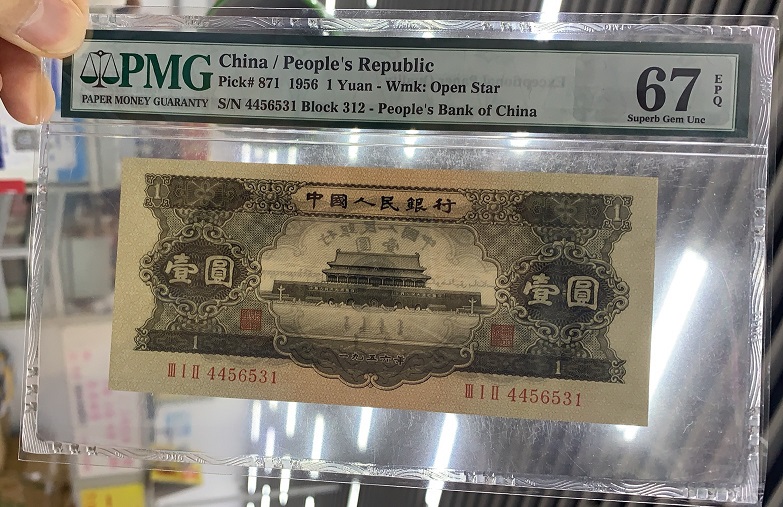 PMG
PAPER MONEY GUARANTY
China / People's Republic
Pick# 871 1956 1 Yuan - Wmk: Open Star
S/N 4456531 Block 312 - People's Bank of China
67 EPQ
Superb Gem Unc
1 中國人民銀行 1
壹圓 壹圓
1 1
一九五六年
III I II 4456531
III I II 4456531